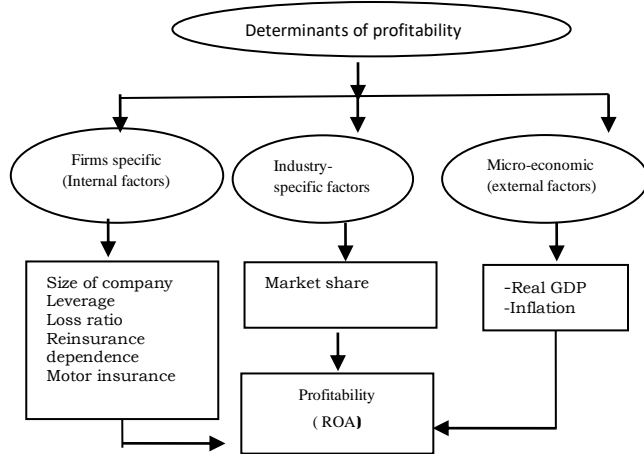 Determinants of profitability
Firms specific
(Internal factors)
Industry-
specific factors
Micro-economic
(external factors)
Size of company
Leverage
Loss ratio
Reinsurance
dependence
Motor insurance
Market share
-Real GDP
-Inflation
Profitability
( ROA)